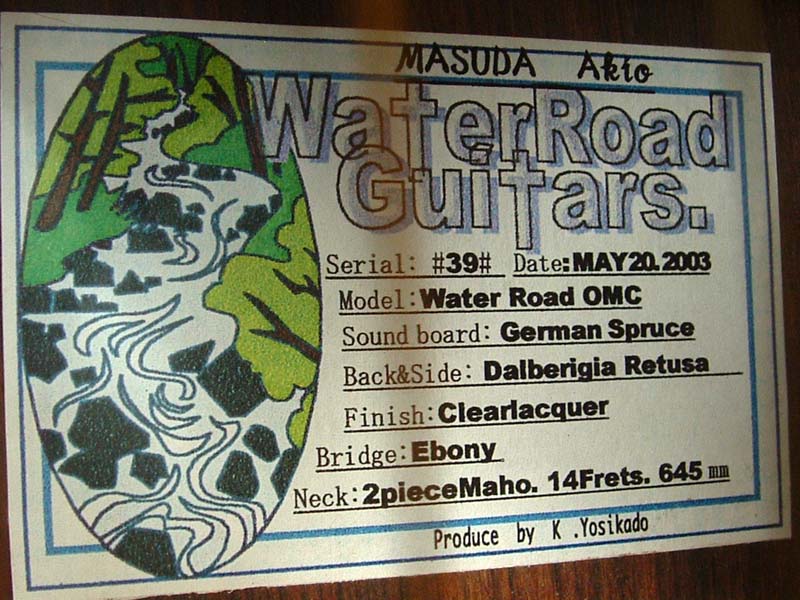 MASUDA Akio
WaterRoad
Guitars.
Serial: #39# Date:MAY20.2003
Model:Water Road OMC
Sound board: German Spruce
Back&Side: Dalberigia Retusa
Finish:Clearlacquer
Bridge:Ebony
Neck:2pieceMaho. 14Frets. 645 mm
Produce by K .Yosikado